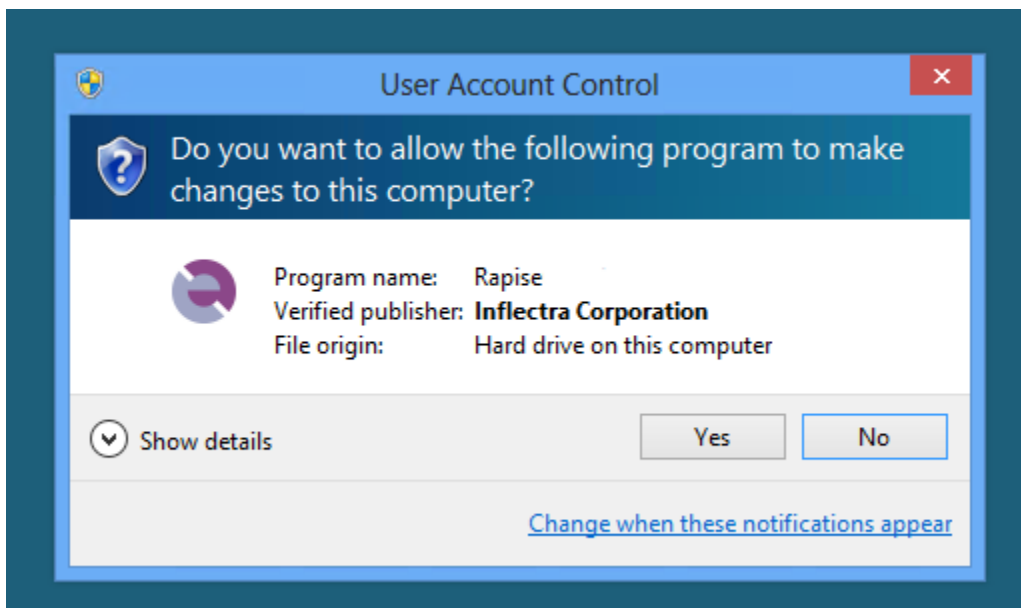 User Account Control
Do you want to allow the following program to make
changes to this computer?
Program name: Rapise
Verified publisher: Inflectra Corporation
File origin: Hard drive on this computer
Show details
Yes
No
Change when these notifications appear